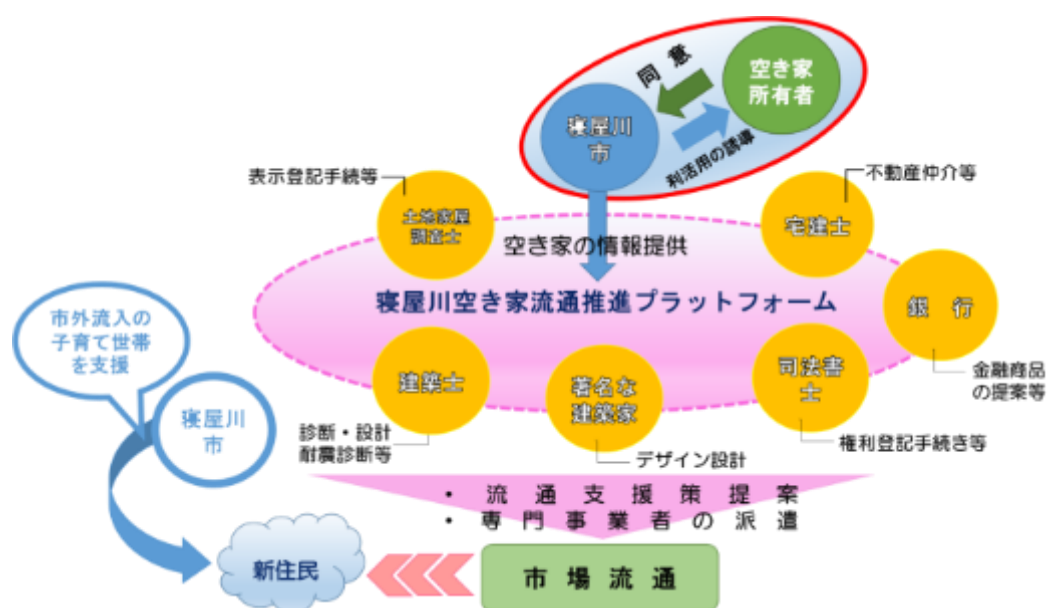 空き家
所有者
同意
寝屋川
市
利活用の誘導
表示登記手続等
不動産仲介等
土地家屋
調査士
宅建士
空き家の情報提供
寝屋川空き家流通推進プラットフォーム
銀 行
市外流入の
子育て世帯
を支援
建築士
著名な
建築家
司法書
士
金融商品
の提案等
寝屋川
市
診断・設計
耐震診断等
デザイン設計
権利登記手続き等
・ 流通支援策提案
・ 専門事業者の派遣
新住民
市場流通